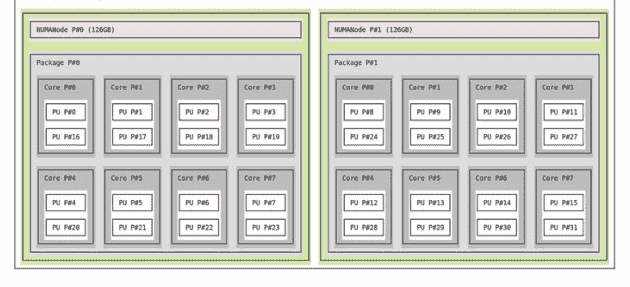 NUMANode P#0 (126GB)
Package P#0
Core P#0 Core P#1 Core P#2 Core P#3
PU P#0 PU P#1 PU P#2 PU P#3
PU P#16 PU P#17 PU P#18 PU P#19
Core P#4 Core P#5 Core P#6 Core P#7
PU P#4 PU P#5 PU P#6 PU P#7
PU P#20 PU P#21 PU P#22 PU P#23
NUMANode P#1 (126GB)
Package P#1
Core P#0 Core P#1 Core P#2 Core P#3
PU P#8 PU P#9 PU P#10 PU P#11
PU P#24 PU P#25 PU P#26 PU P#27
Core P#4 Core P#5 Core P#6 Core P#7
PU P#12 PU P#13 PU P#14 PU P#15
PU P#28 PU P#29 PU P#30 PU P#31